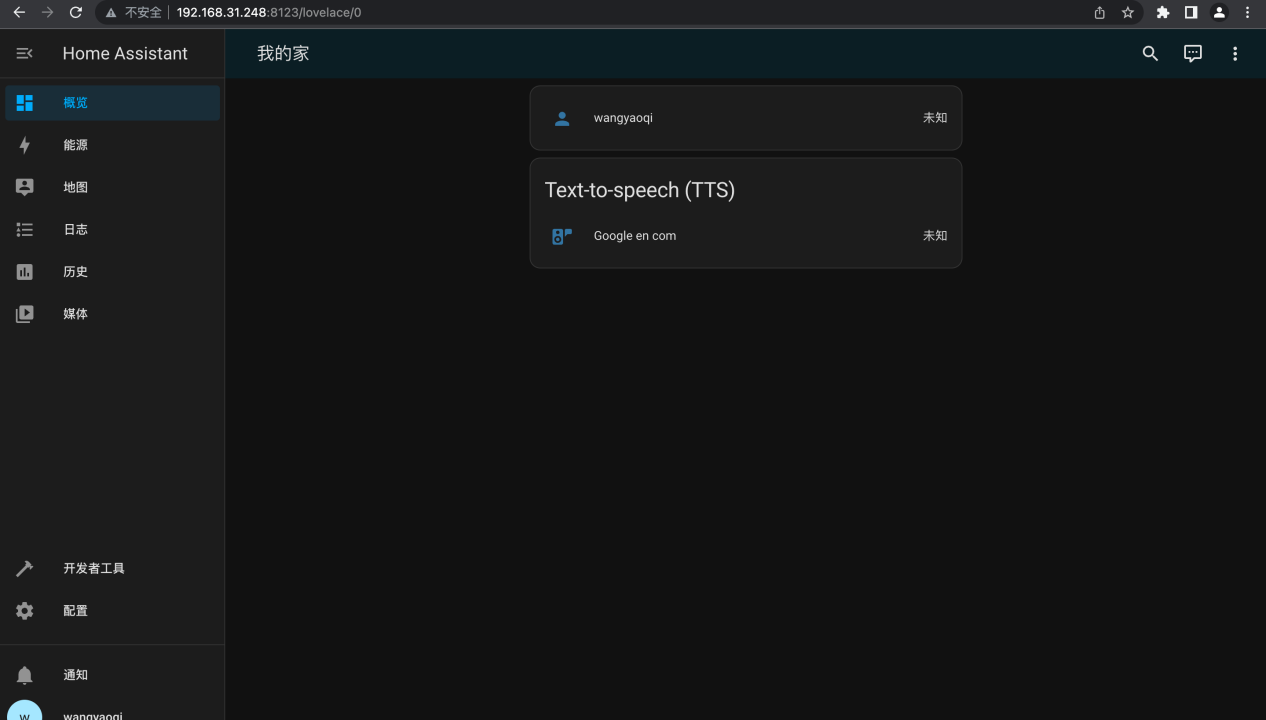 不安全 192.168.31.248:8123/lovelace/0
Home Assistant
我的家
概览
能源
地图
日志
历史
媒体
开发者工具
配置
通知
w wangyaoqi
wangyaoqi 未知
Text-to-speech (TTS)
Google en com 未知